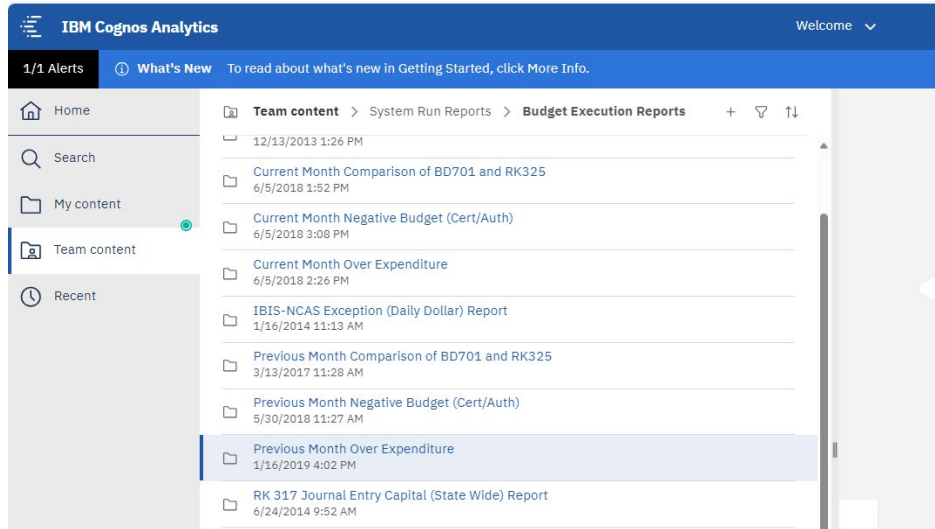 IBM Cognos Analytics
Welcome
1/1 Alerts
What's New To read about what's new in Getting Started, click More Info.
Home
Search
My content
Team content
Recent
Team content > System Run Reports > Budget Execution Reports
12/13/2013 1:26 PM
Current Month Comparison of BD701 and RK325
6/5/2018 1:52 PM
Current Month Negative Budget (Cert/Auth)
6/5/2018 3:08 PM
Current Month Over Expenditure
6/5/2018 2:26 PM
IBIS-NCAS Exception (Daily Dollar) Report
1/16/2014 11:13 AM
Previous Month Comparison of BD701 and RK325
3/13/2017 11:28 AM
Previous Month Negative Budget (Cert/Auth)
5/30/2018 11:27 AM
Previous Month Over Expenditure
1/16/2019 4:02 PM
RK 317 Journal Entry Capital (State Wide) Report
6/24/2014 9:52 AM